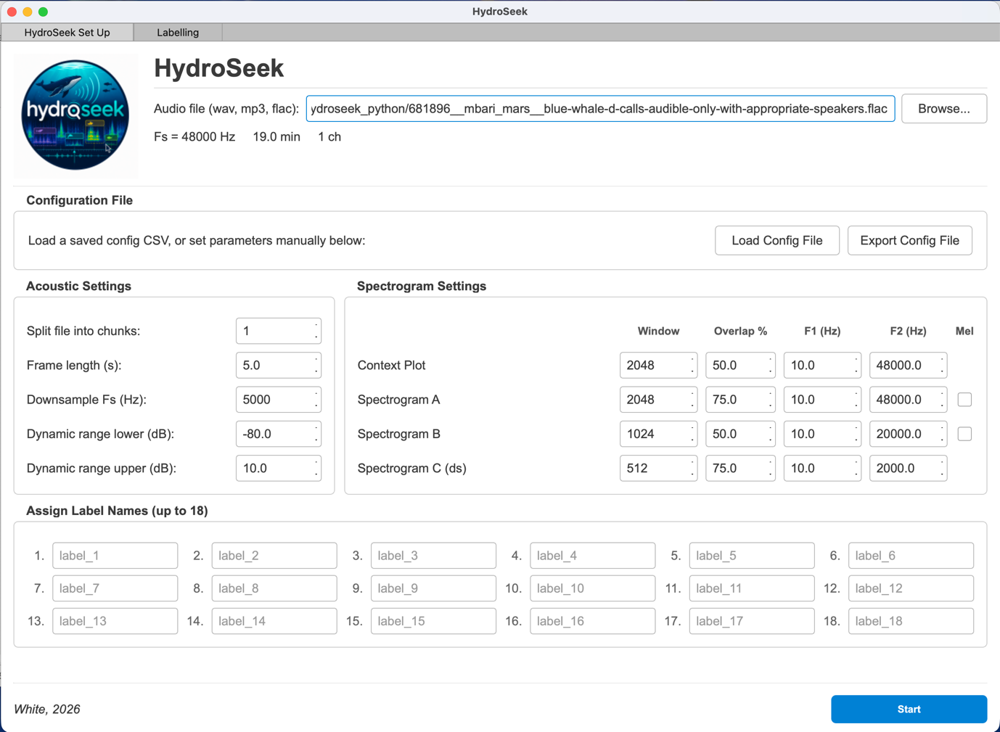 HydroSeek
HydroSeek Set Up Labelling
hydroseek
HydroSeek
Audio file (wav, mp3, flac): ydroseek_python/681896__mbari_mars__blue-whale-d-calls-audible-only-with-appropriate-speakers.flac Browse...
Fs = 48000 Hz 19.0 min 1 ch
Configuration File
Load a saved config CSV, or set parameters manually below: Load Config File Export Config File
Acoustic Settings
Split file into chunks: 1
Frame length (s): 5.0
Downsample Fs (Hz): 5000
Dynamic range lower (dB): -80.0
Dynamic range upper (dB): 10.0
Spectrogram Settings
Window Overlap % F1 (Hz) F2 (Hz) Mel
Context Plot 2048 50.0 10.0 48000.0
Spectrogram A 2048 75.0 10.0 48000.0
Spectrogram B 1024 50.0 10.0 20000.0
Spectrogram C (ds) 512 75.0 10.0 2000.0
Assign Label Names (up to 18)
1. label_1 2. label_2 3. label_3 4. label_4 5. label_5 6. label_6
7. label_7 8. label_8 9. label_9 10. label_10 11. label_11 12. label_12
13. label_13 14. label_14 15. label_15 16. label_16 17. label_17 18. label_18
White, 2026 Start